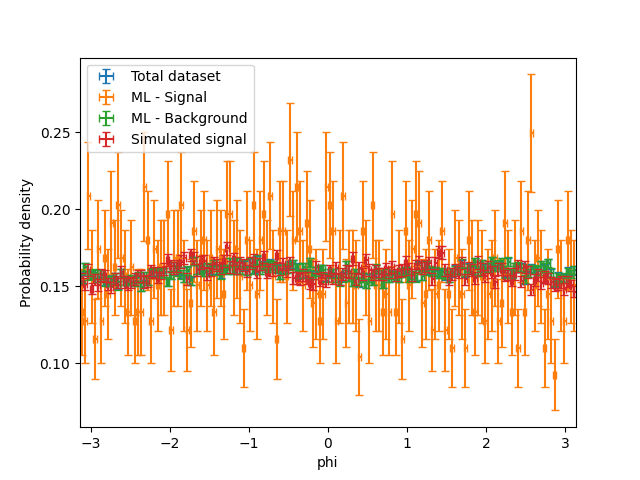 Total dataset
ML - Signal
ML - Background
Simulated signal
Probability density
0.25
0.20
0.15
0.10
−3
−2
−1
0
1
2
3
phi